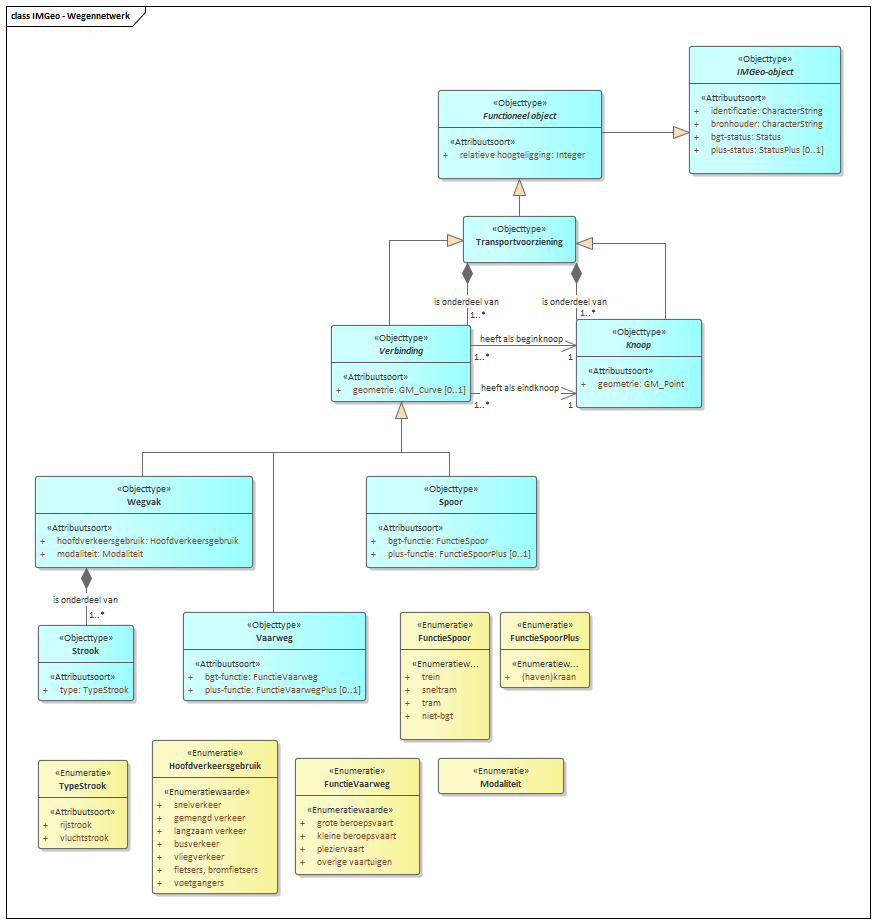 class IMGeo - Wegennetwerk
«Objecttype»
IMGeo-object
«Attribuutsoort»
+ identificatie: CharacterString
+ bronhouder: CharacterString
+ bgt-status: Status
+ plus-status: StatusPlus [0..1]
«Objecttype»
Functioneel object
«Attribuutsoort»
+ relatieve hoogteligging: Integer
«Objecttype»
Transportvoorziening
is onderdeel van
1..*
is onderdeel van
1..*
«Objecttype»
Verbinding
«Attribuutsoort»
+ geometrie: GM_Curve [0..1]
heeft als beginknoop
1..*
1
heeft als eindknoop
1..*
1
«Objecttype»
Knoop
«Attribuutsoort»
+ geometrie: GM_Point
«Objecttype»
Wegvak
«Attribuutsoort»
+ hoofdverkeersgebruik: Hoofdverkeersgebruik
+ modaliteit: Modaliteit
«Objecttype»
Spoor
«Attribuutsoort»
+ bgt-functie: FunctieSpoor
+ plus-functie: FunctieSpoorPlus [0..1]
is onderdeel van
1..*
«Objecttype»
Strook
«Attribuutsoort»
+ type: TypeStrook
«Objecttype»
Vaarweg
«Attribuutsoort»
+ bgt-functie: FunctieVaarweg
+ plus-functie: FunctieVaarwegPlus [0..1]
«Enumeratie»
FunctieSpoor
«Enumeratiew...
+ trein
+ sneltram
+ tram
+ niet-bgt
«Enumeratie»
FunctieSpoorPlus
«Enumeratiew...
+ (haven)kraan
«Enumeratie»
TypeStrook
«Attribuutsoort»
+ rijstrook
+ vluchtstrook
«Enumeratie»
Hoofdverkeersgebruik
«Enumeratiewaarde»
+ snelverkeer
+ gemengd verkeer
+ langzaam verkeer
+ busverkeer
+ vliegverkeer
+ fietsers, bromfietsers
+ voetgangers
«Enumeratie»
FunctieVaarweg
«Enumeratiewaarde»
+ grote beroepsvaart
+ kleine beroepsvaart
+ pleziervaart
+ overige vaartuigen
«Enumeratie»
Modaliteit